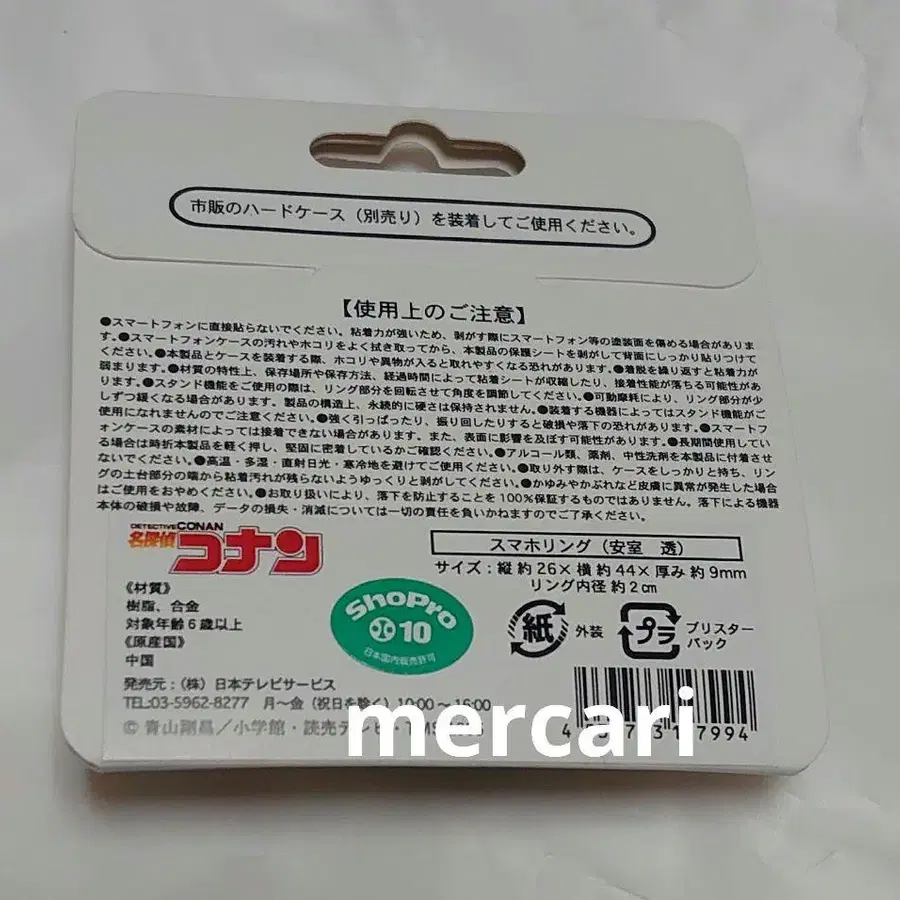 市販のハードケース（別売り）を装着してご使用ください。
【使用上のご注意】
●スマートフォンに直接貼らないでください。粘着力が強いため、剥がす際にスマートフォン等の塗装面を傷める場合がありま
す。●スマートフォンケースの汚れやホコリをよく拭き取ってから、本製品の保護シートを剥がして背面にしっかり貼りつけて
ください。●本製品とケースを装着する際、ホコリや異物が入ると取れやすくなる恐れがあります。●着脱を繰り返すと粘着力が
弱まります。●材質の特性上、保存場所や保存方法、経過時間によって粘着シートが収縮したり、接着性能が落ちる可能性があ
ります。●スタンド機能をご使用の際は、リング部分を回転させて角度を調節してください。●可動摩耗により、リング部分が少
しずつ緩くなる場合があります。製品の構造上、永続的に硬さは保持されません。●装着する機器によってはスタンド機能がご
使用になれませんのでご注意ください。●強く引っぱったり、振り回したりすると破損や落下の恐れがあります。●スマートフ
ォンケースの素材によっては接着できない場合があります。また、表面に影響を及ぼす可能性があります。●長期間使用してい
る場合は時折本製品を軽く押し、堅固に密着しているかご確認ください。●アルコール類、薬剤、中性洗剤を本製品に付着させ
ないでください。●高温・多湿・直射日光・寒冷地を避けてご使用ください。●取り外す際は、ケースをしっかりと持ち、リン
グの土台部分の端から粘着汚れが残らないようゆっくりと剥がしてください。●かゆみやかぶれなど皮膚に異常が発生した場合
はご使用をおやめください。●お取り扱いにより、落下を防止することを100%保証するものではありません。落下による機器
本体の破損や故障、データの損失・消滅については一切の責任を負いかねますのでご了承ください。
DETECTIVE CONAN
名探偵コナン
スマホリング（安室　透）
サイズ：縦 約 26× 横 約 44× 厚み 約 9mm
リング内径 約 2㎝
《材質》
樹脂、合金
対象年齢６歳以上
《原産国》
中国
ShoPro
10
日本国内販売許可
紙 外装
プラ ブリスターパック
発売元：（株）日本テレビサービス
TEL:03-5962-8277　月～金（祝日を除く）10:00 ～ 16:00
© 青山剛昌／小学館・読売テレビ・TMS
mercari